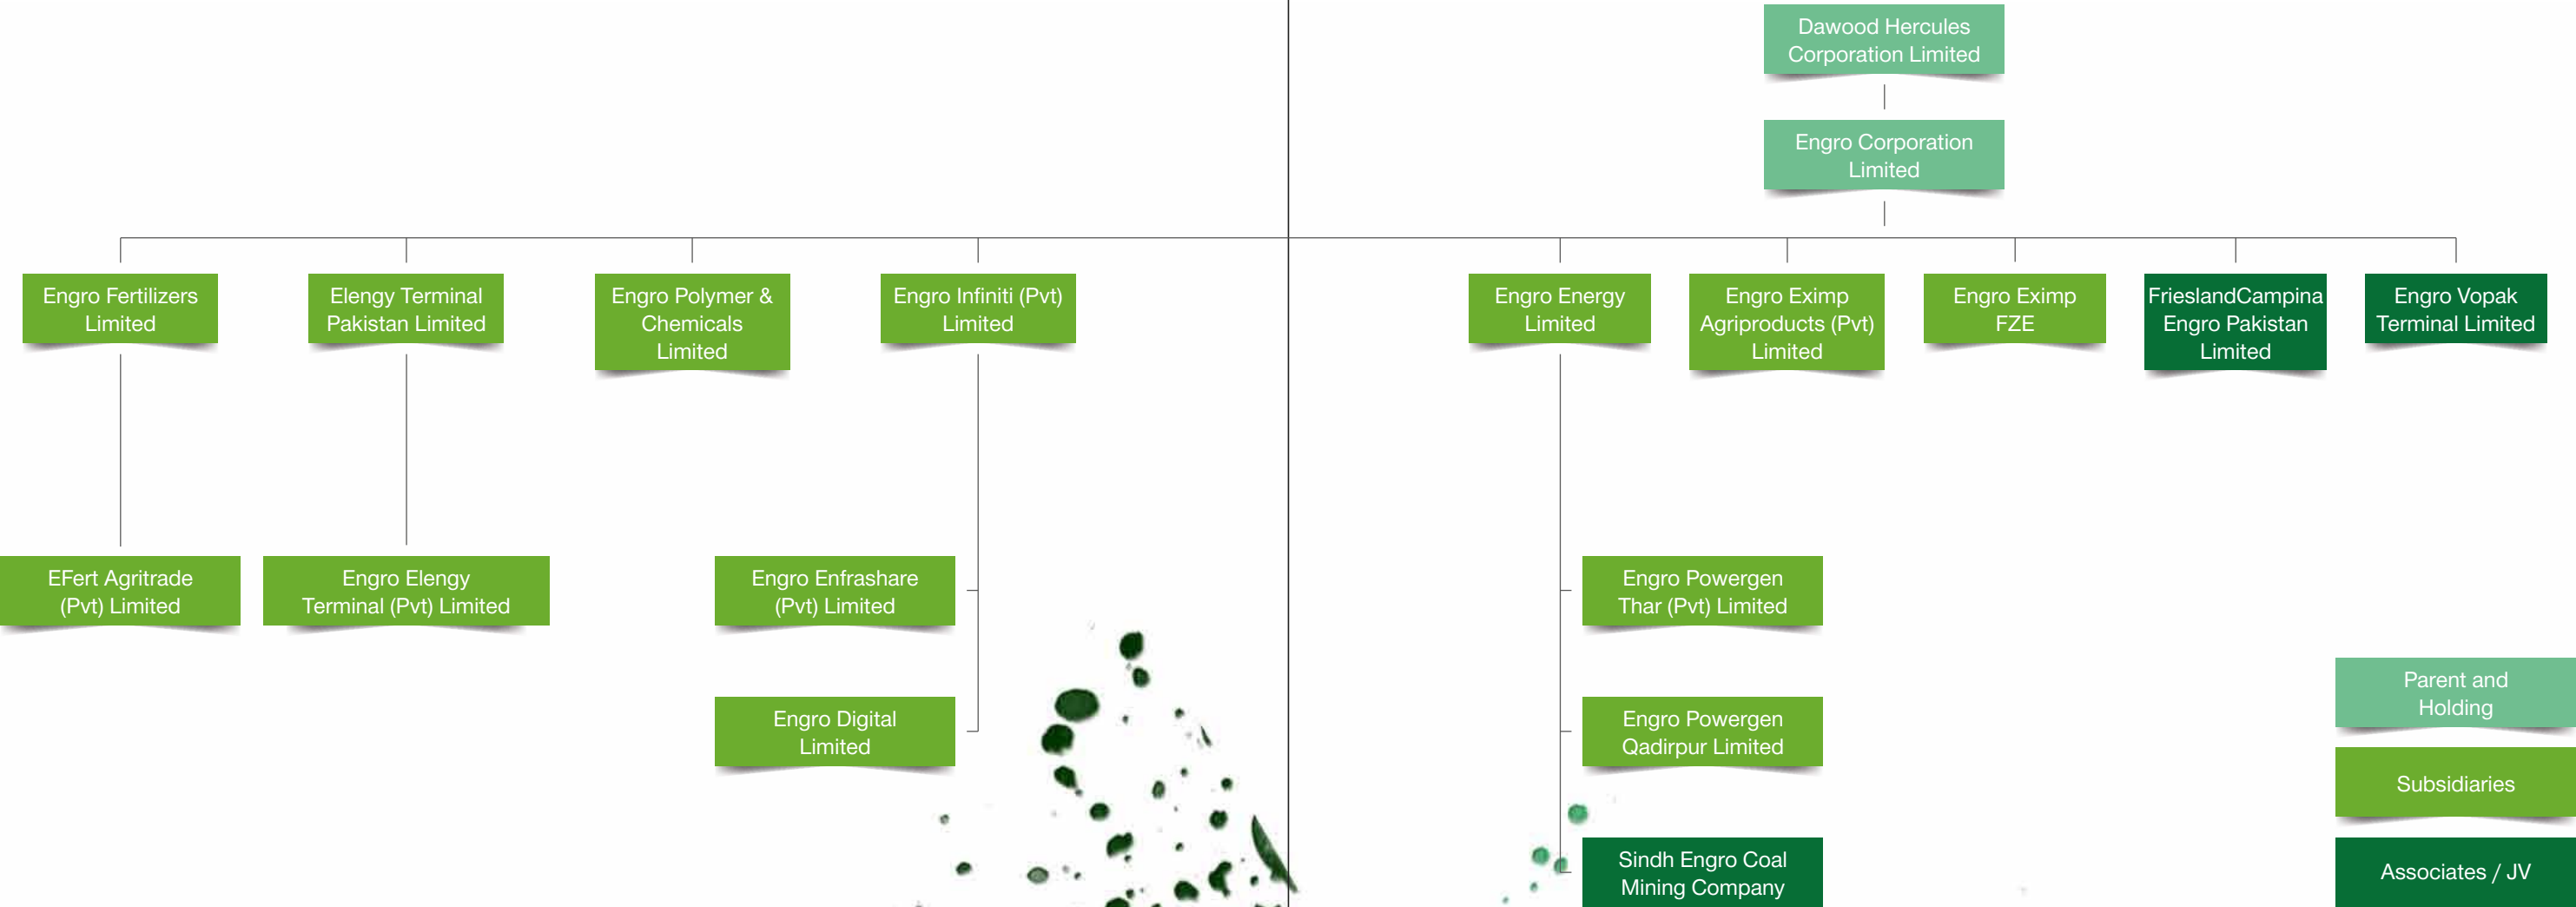 Dawood Hercules
Corporation Limited
Engro Corporation
Limited
Engro Fertilizers
Limited
Elengy Terminal
Pakistan Limited
Engro Polymer &
Chemicals
Limited
Engro Infiniti (Pvt)
Limited
Engro Energy
Limited
Engro Eximp
Agriproducts (Pvt)
Limited
Engro Eximp
FZE
FrieslandCampina
Engro Pakistan
Limited
Engro Vopak
Terminal Limited
EFert Agritrade
(Pvt) Limited
Engro Elengy
Terminal (Pvt) Limited
Engro Enfrashare
(Pvt) Limited
Engro Digital
Limited
Engro Powergen
Thar (Pvt) Limited
Engro Powergen
Qadirpur Limited
Sindh Engro Coal
Mining Company
Parent and
Holding
Subsidiaries
Associates / JV